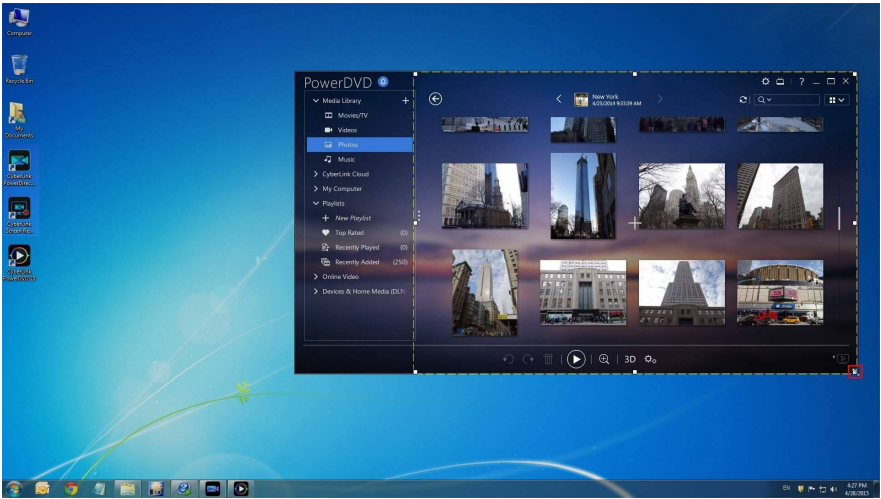 Computer
Recycle Bin
My
Documents
CyberLink
PowerDirec...
CyberLink
Screen Re...
CyberLink
PowerDVD 15
PowerDVD
Media Library +
Movies/TV
Videos
Photos
Music
CyberLink Cloud
My Computer
Playlists
+ New Playlist
Top Rated (0)
Recently Played (0)
Recently Added (250)
Online Video
Devices & Home Media (DLN
New York
4/25/2014 9:33:39 AM
?
3D
EN
4:27 PM
4/28/2015